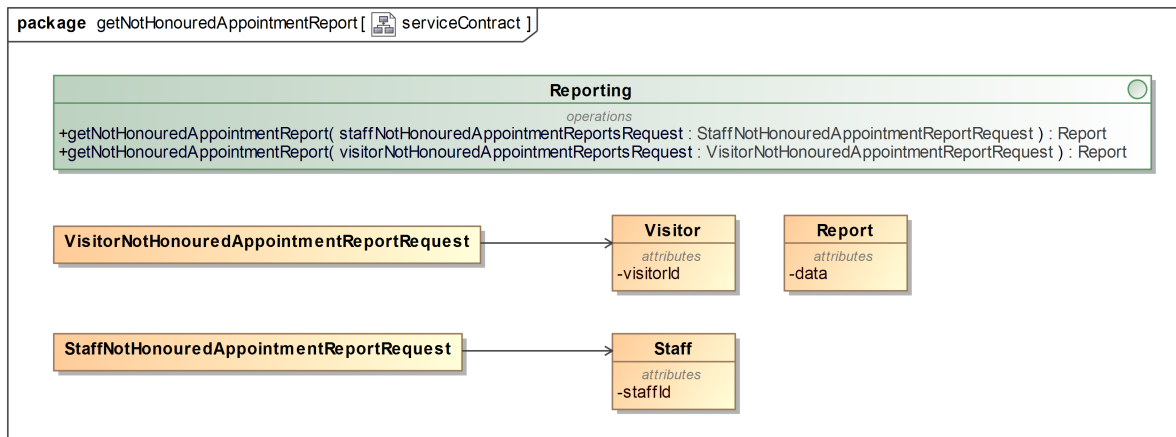 package getNotHonouredAppointmentReport[ serviceContract ]
Reporting
operations
+getNotHonouredAppointmentReport( staffNotHonouredAppointmentReportsRequest : StaffNotHonouredAppointmentReportRequest ) : Report
+getNotHonouredAppointmentReport( visitorNotHonouredAppointmentReportsRequest : VisitorNotHonouredAppointmentReportRequest ) : Report
VisitorNotHonouredAppointmentReportRequest
Visitor
attributes
-visitorId
Report
attributes
-data
StaffNotHonouredAppointmentReportRequest
Staff
attributes
-staffId